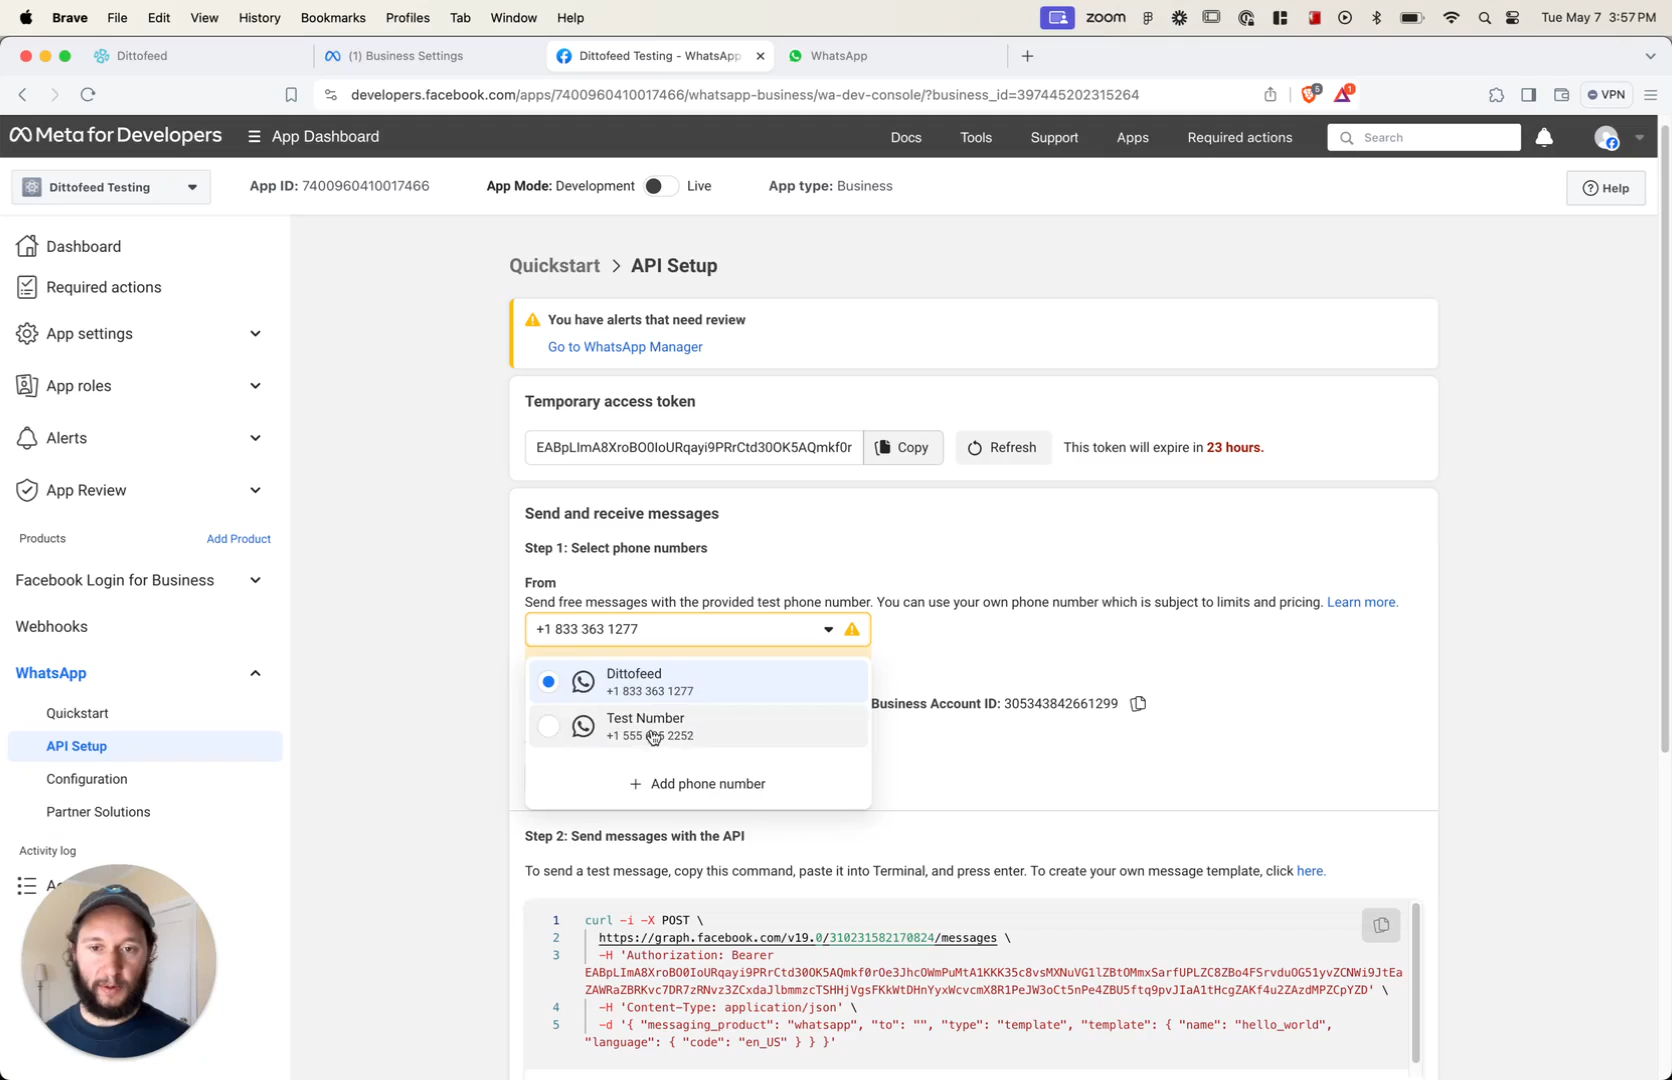 Brave File Edit View History Bookmarks Profiles Tab Window Help
zoom
Tue May 7 3:57 PM
Dittofeed
(1) Business Settings
Dittofeed Testing - WhatsApp
WhatsApp
developers.facebook.com/apps/7400960410017466/whatsapp-business/wa-dev-console/?business_id=397445202315264
5
1
VPN
Meta for Developers
App Dashboard
Docs Tools Support Apps Required actions
Search
Dittofeed Testing
App ID: 7400960410017466
App Mode: Development
Live
App type: Business
Help
Dashboard
Required actions
App settings
App roles
Alerts
App Review
Products
Add Product
Facebook Login for Business
Webhooks
WhatsApp
Quickstart
API Setup
Configuration
Partner Solutions
Activity log
Quickstart > API Setup
You have alerts that need review
Go to WhatsApp Manager
Temporary access token
EABpLImA8XroBO0IoURqayi9PRrCtd30OK5AQmkf0r
Copy
Refresh
This token will expire in 23 hours.
Send and receive messages
Step 1: Select phone numbers
From
Send free messages with the provided test phone number. You can use your own phone number which is subject to limits and pricing. Learn more.
+1 833 363 1277
Dittofeed
+1 833 363 1277
Test Number
+1 555 2252
+ Add phone number
Business Account ID: 305343842661299
Step 2: Send messages with the API
To send a test message, copy this command, paste it into Terminal, and press enter. To create your own message template, click here.
1 curl -i -X POST \
2 https://graph.facebook.com/v19.0/310231582170824/messages \
3 -H 'Authorization: Bearer
-H 'Content-Type: application/json' \
4
5 -d '{ "messaging_product": "whatsapp", "to": "", "type": "template", "template": { "name": "hello_world",
"language": { "code": "en_US" } } }'